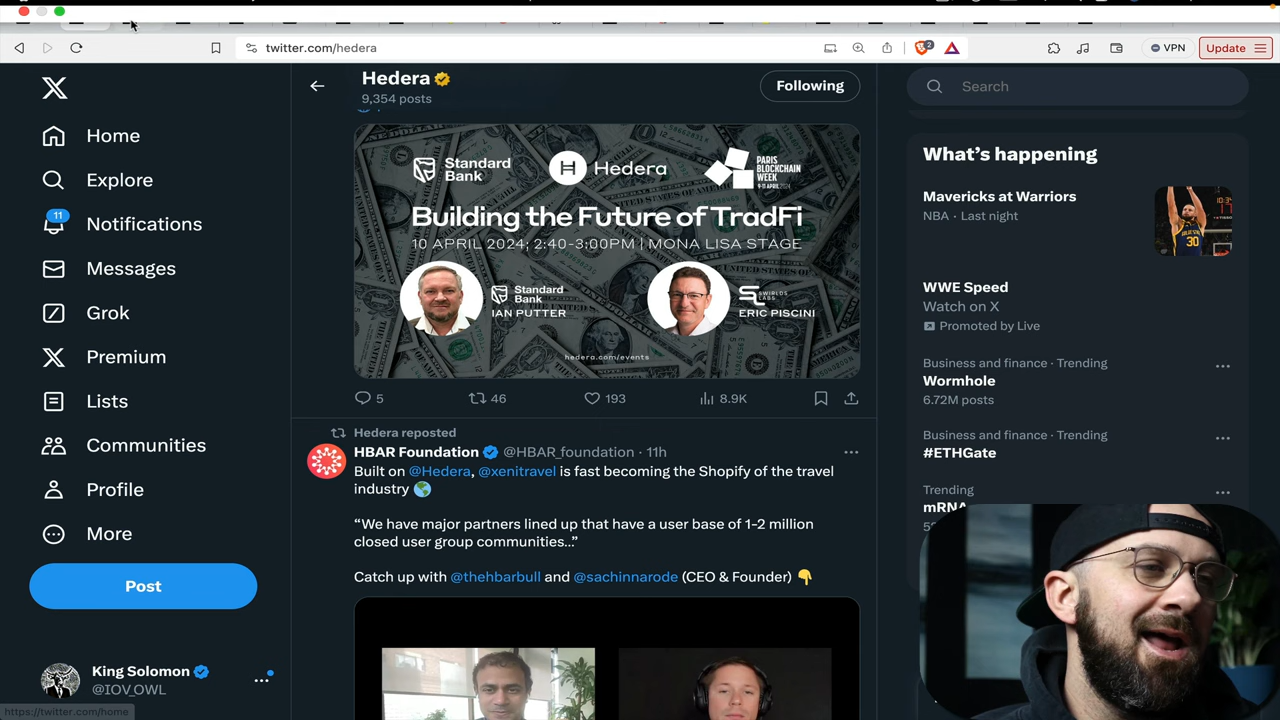 twitter.com/hedera
2
VPN
Update
Hedera
9,354 posts
Following
Search
Home
Explore
11
Notifications
Messages
Grok
Premium
Lists
Communities
Profile
More
Post
King Solomon
@IOV_OWL
https://twitter.com/home
Standard Bank
Hedera
PARIS BLOCKCHAIN WEEK
9-11 APRIL 2024
Building the Future of TradFi
10 APRIL 2024; 2:40-3:00PM | MONA LISA STAGE
Standard Bank
IAN PUTTER
SWIRLDS LABS
ERIC PISCINI
hedera.com/events
5
46
193
8.9K
Hedera reposted
HBAR Foundation @HBAR_foundation · 11h
Built on @Hedera, @xenitravel is fast becoming the Shopify of the travel
industry
“We have major partners lined up that have a user base of 1-2 million
closed user group communities...”
Catch up with @thehbarbull and @sachinnarode (CEO & Founder)
What’s happening
Mavericks at Warriors
NBA · Last night
WWE Speed
Watch on X
Promoted by Live
Business and finance · Trending
Wormhole
6.72M posts
Business and finance · Trending
#ETHGate
Trending
mRNA